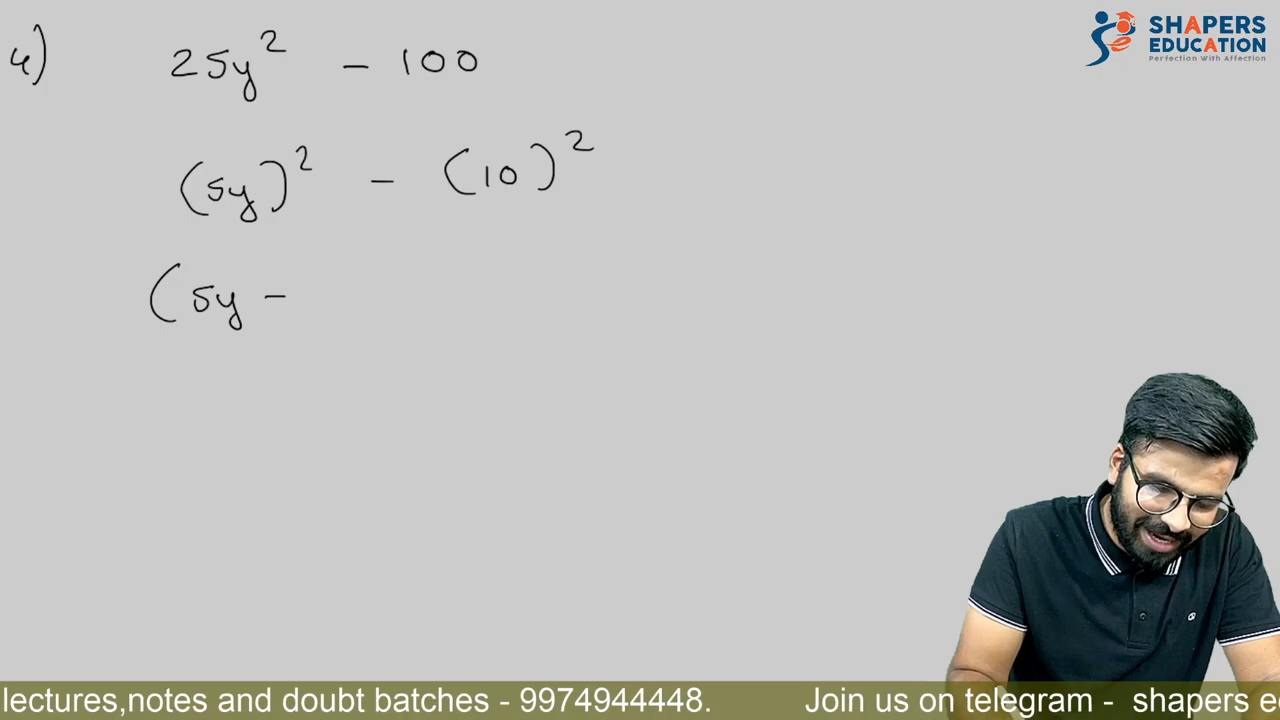 SHAPERS
EDUCATION
Perfection With Affection
4) 25y² - 100
(5y)² - (10)²
(5y -
lectures,notes and doubt batches - 9974944448. Join us on telegram - shapers e